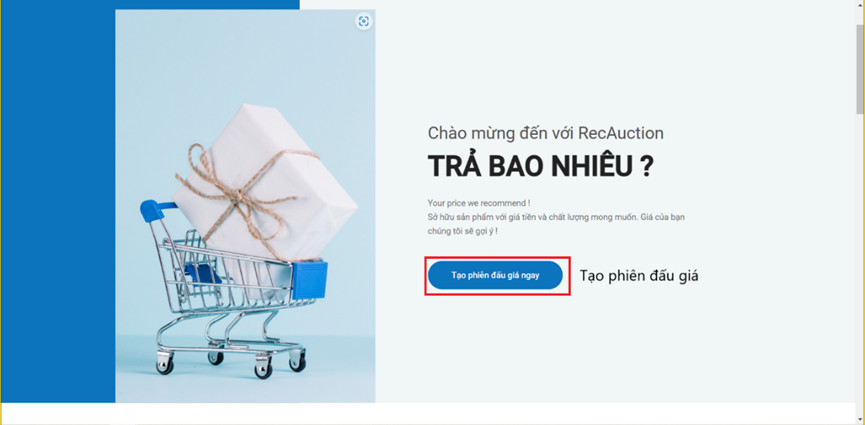 Chào mừng đến với RecAuction
TRẢ BAO NHIÊU ?
Your price we recommend !
Sở hữu sản phẩm với giá tiền và chất lượng mong muốn. Giá của bạn
chúng tôi sẽ gợi ý !
Tạo phiên đấu giá ngay
Tạo phiên đấu giá